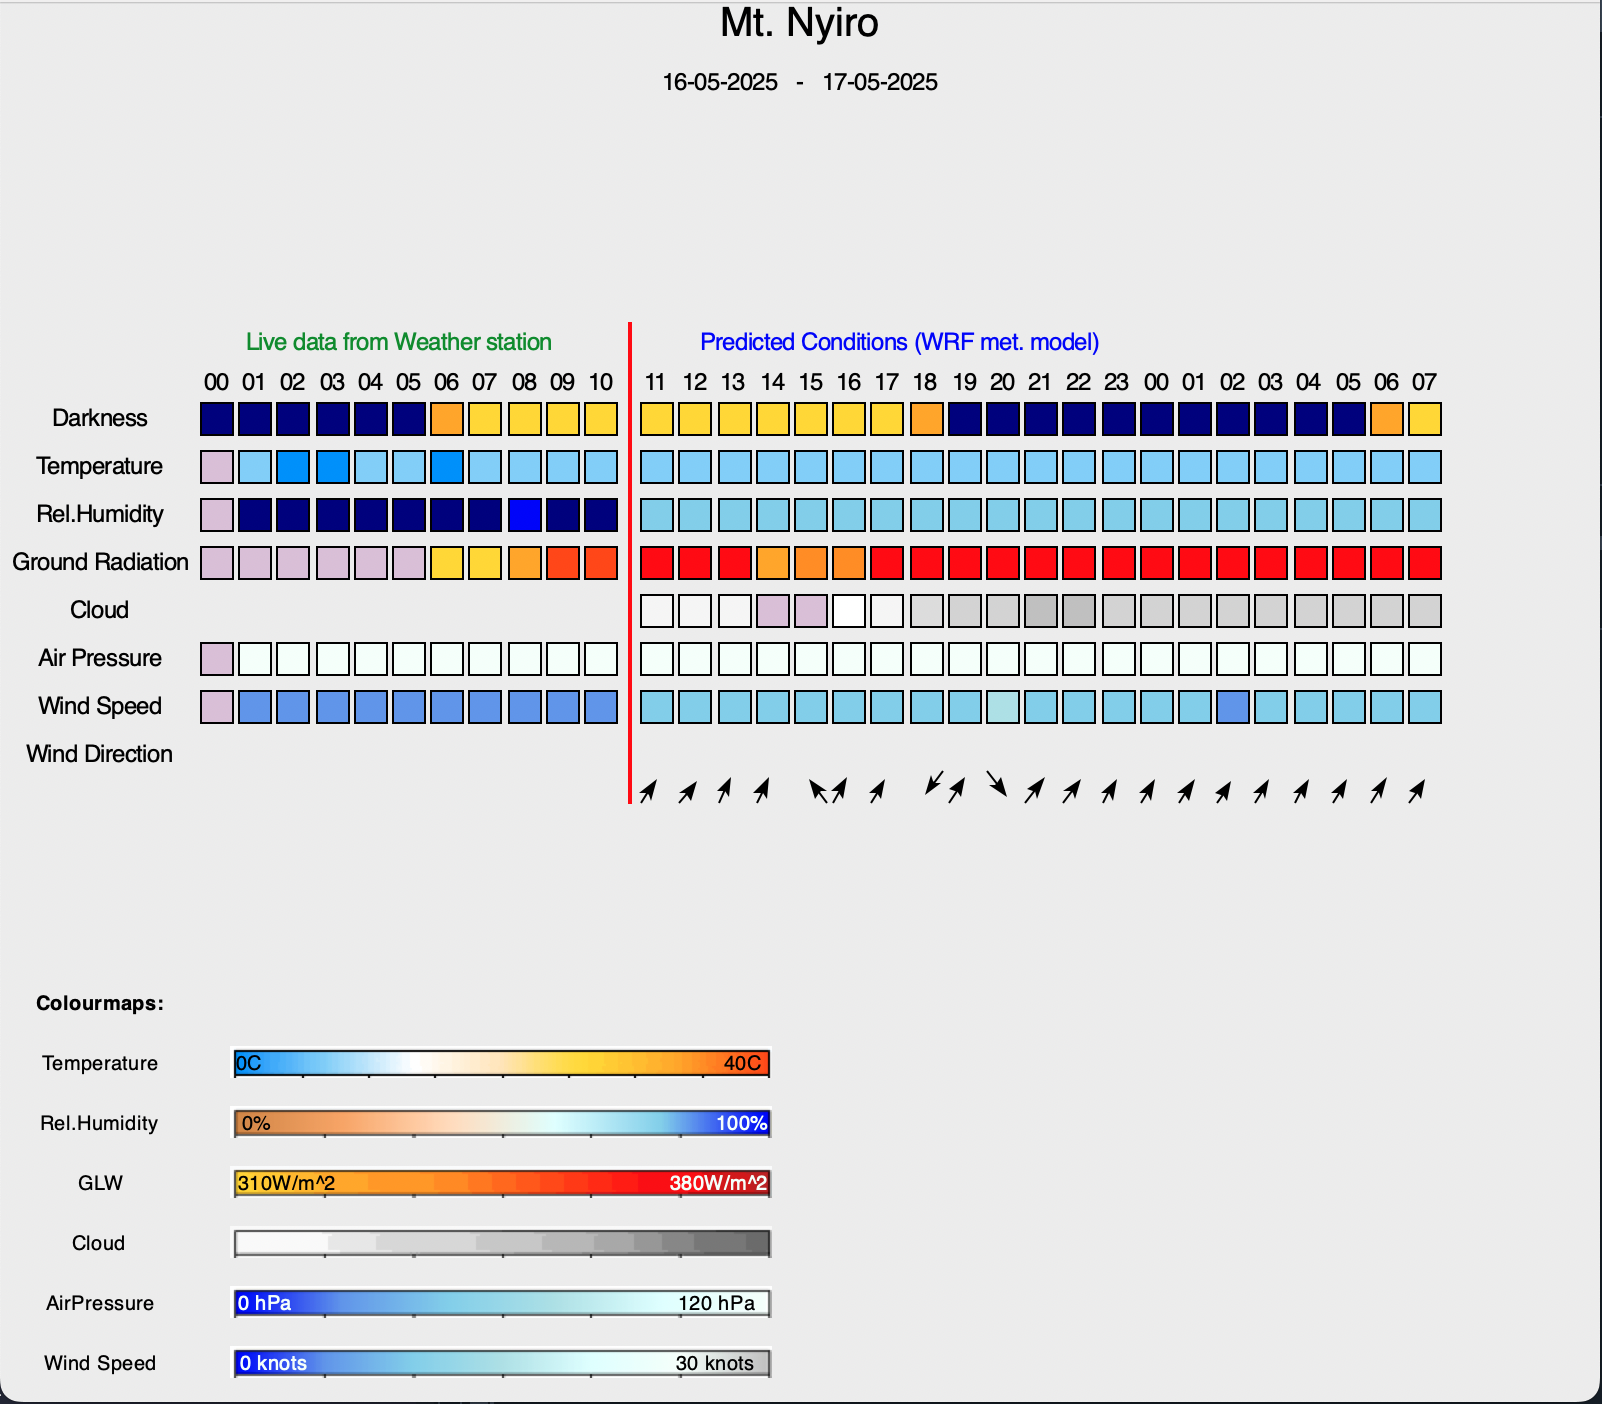 Mt. Nyiro
16-05-2025 - 17-05-2025
Live data from Weather station
Predicted Conditions (WRF met. model)
00 01 02 03 04 05 06 07 08 09 10 11 12 13 14 15 16 17 18 19 20 21 22 23 00 01 02 03 04 05 06 07
Darkness
Temperature
Rel.Humidity
Ground Radiation
Cloud
Air Pressure
Wind Speed
Wind Direction
Colourmaps:
Temperature 0C 40C
Rel.Humidity 0% 100%
GLW 310W/m^2 380W/m^2
Cloud
AirPressure 0 hPa 120 hPa
Wind Speed 0 knots 30 knots